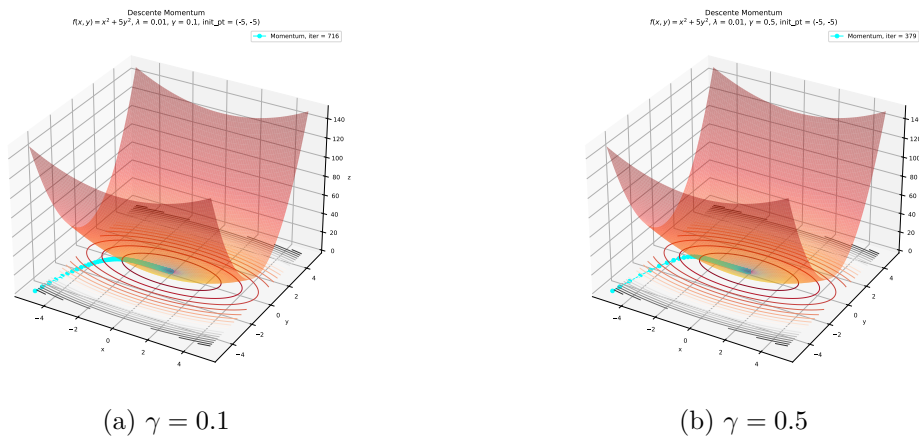 Descente Momentum
f(x, y) = x² + 5y², λ = 0.01, γ = 0.1, init_pt = (-5, -5)
Momentum, iter = 716
140
120
100
80
60
40
20
0
z
−4
−2
0
2
4
x
−4
−2
0
2
4
y
(a) γ = 0.1
Descente Momentum
f(x, y) = x² + 5y², λ = 0.01, γ = 0.5, init_pt = (-5, -5)
Momentum, iter = 379
140
120
100
80
60
40
20
0
z
−4
−2
0
2
4
x
−4
−2
0
2
4
y
(b) γ = 0.5